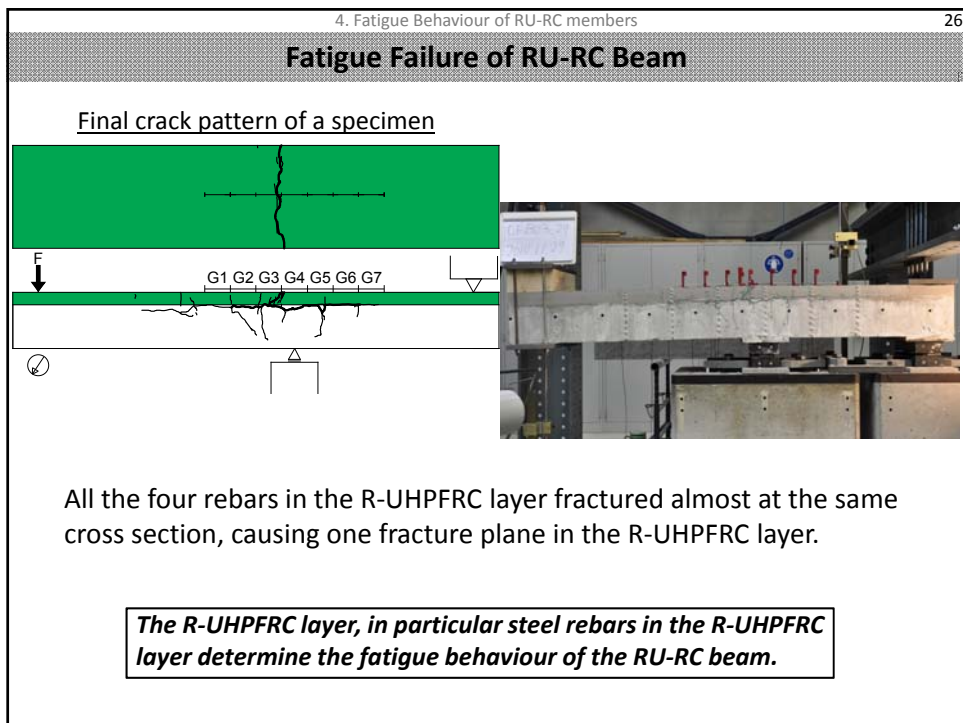 4. Fatigue Behaviour of RU-RC members
26
Fatigue Failure of RU-RC Beam
Final crack pattern of a specimen
F
G1 G2 G3 G4 G5 G6 G7
All the four rebars in the R-UHPFRC layer fractured almost at the same
cross section, causing one fracture plane in the R-UHPFRC layer.
The R-UHPFRC layer, in particular steel rebars in the R-UHPFRC
layer determine the fatigue behaviour of the RU-RC beam.